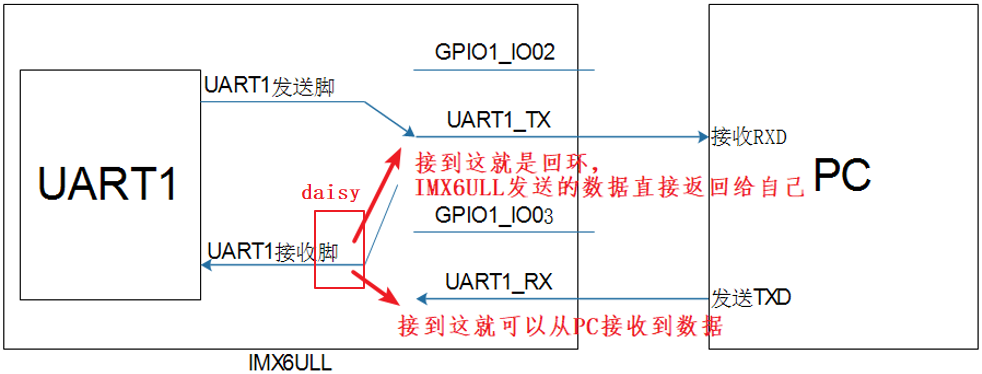 GPIO1_IO02
UART1发送脚
UART1_TX
接收RXD
接到这就是回环，
IMX6ULL发送的数据直接返回给自己
UART1
PC
daisy
GPIO1_IO03
UART1接收脚
UART1_RX
发送TXD
接到这就可以从PC接收到数据
IMX6ULL